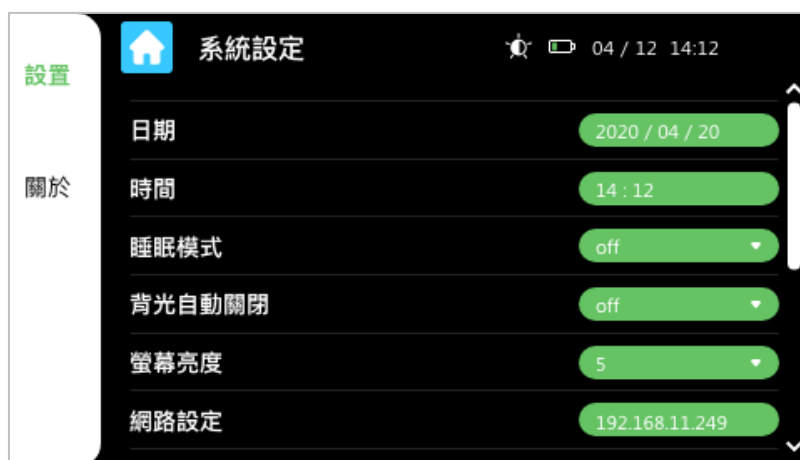 系統設定 04 / 12 14:12
設置
關於
日期 2020 / 04 / 20
時間 14 : 12
睡眠模式 off
背光自動關閉 off
螢幕亮度 5
網路設定 192.168.11.249